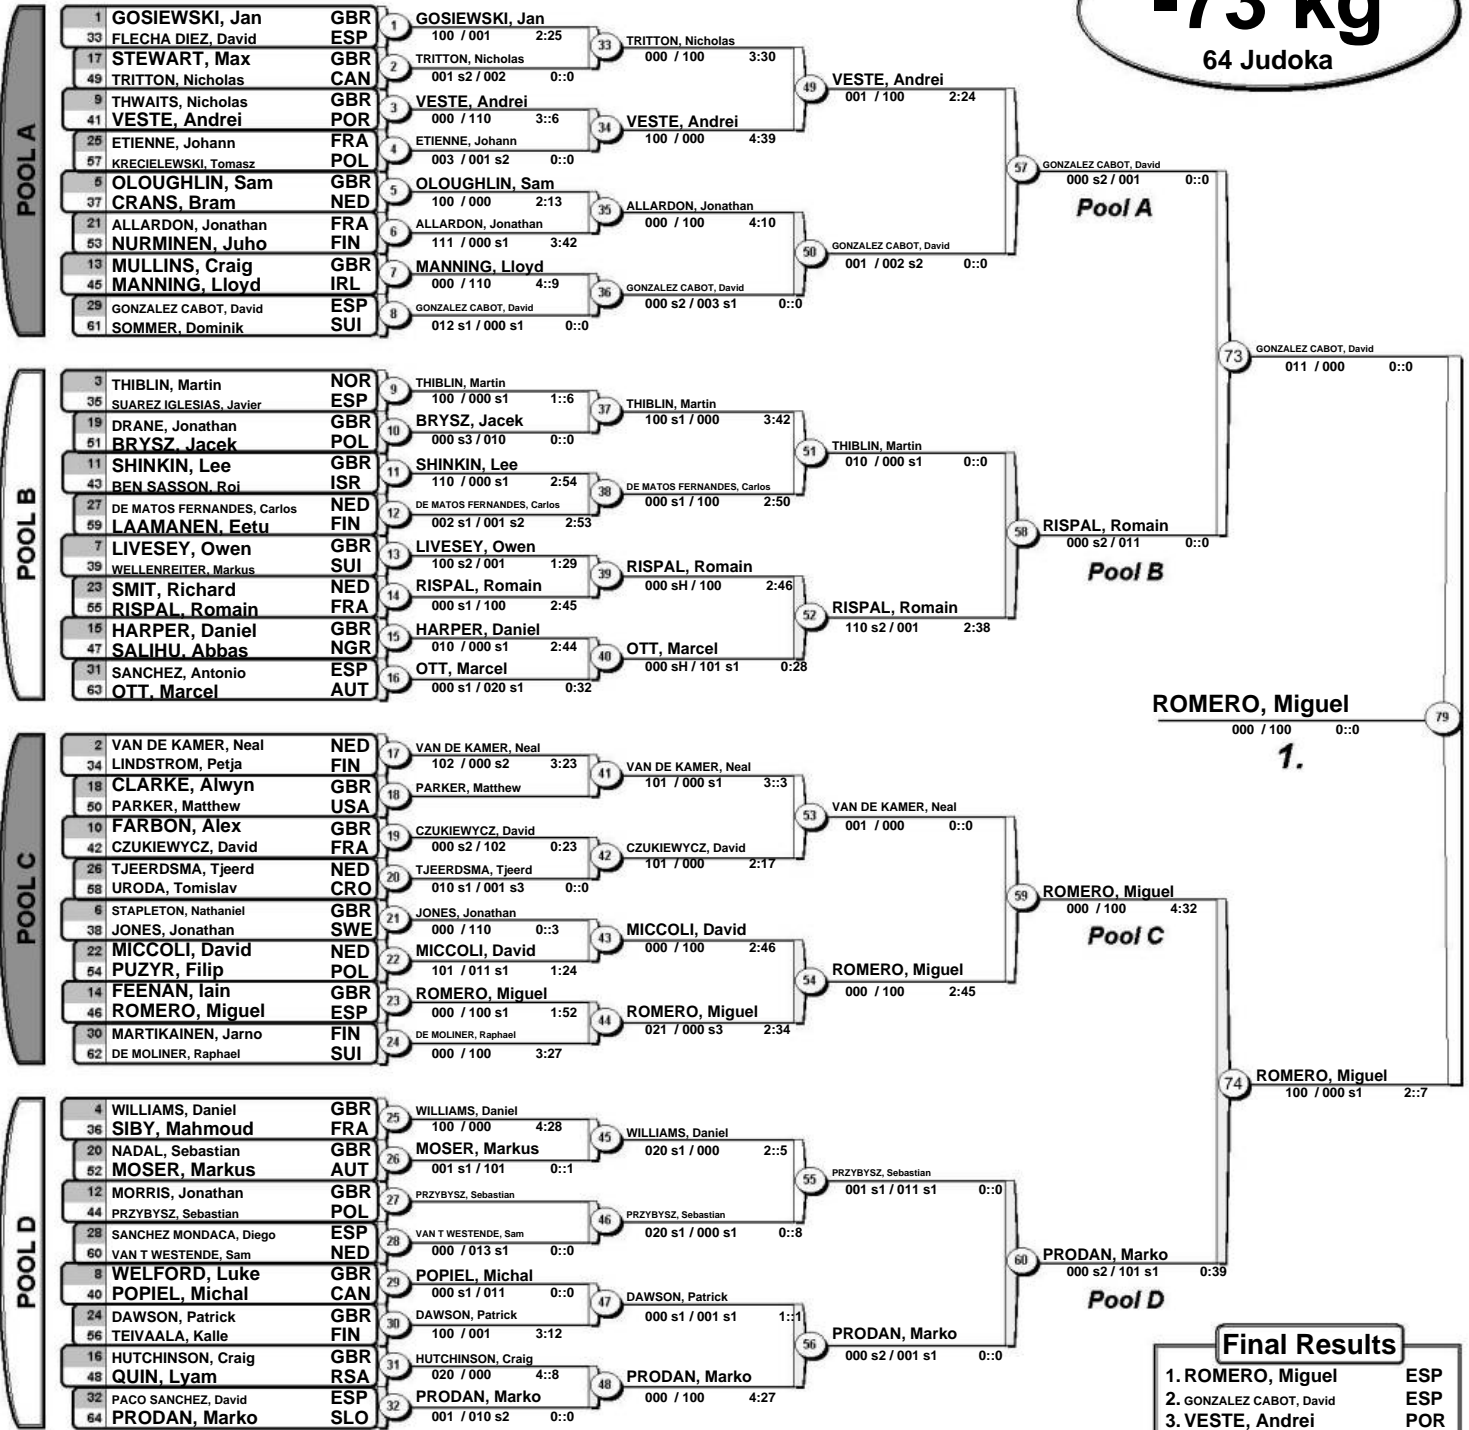 -73 kg
64 Judoka
POOL A
1 GOSIEWSKI, Jan GBR
33 FLECHA DIEZ, David ESP
17 STEWART, Max GBR
49 TRITTON, Nicholas CAN
9 THWAITS, Nicholas GBR
41 VESTE, Andrei POR
25 ETIENNE, Johann FRA
57 KRECIELEWSKI, Tomasz POL
5 OLOUGHLIN, Sam GBR
37 CRANS, Bram NED
21 ALLARDON, Jonathan FRA
53 NURMINEN, Juho FIN
13 MULLINS, Craig GBR
45 MANNING, Lloyd IRL
29 GONZALEZ CABOT, David ESP
61 SOMMER, Dominik SUI
1 GOSIEWSKI, Jan
100 / 001 2:25
2 TRITTON, Nicholas
001 s2 / 002 0::0
3 VESTE, Andrei
000 / 110 3::6
4 ETIENNE, Johann
003 / 001 s2 0::0
5 OLOUGHLIN, Sam
100 / 000 2:13
6 ALLARDON, Jonathan
111 / 000 s1 3:42
7 MANNING, Lloyd
000 / 110 4::9
8 GONZALEZ CABOT, David
012 s1 / 000 s1 0::0
33 TRITTON, Nicholas
000 / 100 3:30
34 VESTE, Andrei
100 / 000 4:39
35 ALLARDON, Jonathan
000 / 100 4:10
36 GONZALEZ CABOT, David
000 s2 / 003 s1 0::0
49 VESTE, Andrei
001 / 100 2:24
50 GONZALEZ CABOT, David
001 / 002 s2 0::0
57 GONZALEZ CABOT, David
000 s2 / 001 0::0
Pool A
POOL B
3 THIBLIN, Martin NOR
35 SUAREZ IGLESIAS, Javier ESP
19 DRANE, Jonathan GBR
51 BRYSZ, Jacek POL
11 SHINKIN, Lee GBR
43 BEN SASSON, Roi ISR
27 DE MATOS FERNANDES, Carlos NED
59 LAAMANEN, Eetu FIN
7 LIVESEY, Owen GBR
39 WELLENREITER, Markus SUI
23 SMIT, Richard NED
55 RISPAL, Romain FRA
15 HARPER, Daniel GBR
47 SALIHU, Abbas NGR
31 SANCHEZ, Antonio ESP
63 OTT, Marcel AUT
9 THIBLIN, Martin
100 / 000 s1 1::6
10 BRYSZ, Jacek
000 s3 / 010 0::0
11 SHINKIN, Lee
110 / 000 s1 2:54
12 DE MATOS FERNANDES, Carlos
002 s1 / 001 s2 2:53
13 LIVESEY, Owen
100 s2 / 001 1:29
14 RISPAL, Romain
000 s1 / 100 2:45
15 HARPER, Daniel
010 / 000 s1 2:44
16 OTT, Marcel
000 s1 / 020 s1 0:32
37 THIBLIN, Martin
100 s1 / 000 3:42
38 DE MATOS FERNANDES, Carlos
000 s1 / 100 2:50
39 RISPAL, Romain
000 sH / 100 2:46
40 OTT, Marcel
000 sH / 101 s1 0:28
51 THIBLIN, Martin
010 / 000 s1 0::0
52 RISPAL, Romain
110 s2 / 001 2:38
58 RISPAL, Romain
000 s2 / 011 0::0
Pool B
73 GONZALEZ CABOT, David
011 / 000 0::0
ROMERO, Miguel 79
000 / 100 0::0
1.
POOL C
2 VAN DE KAMER, Neal NED
34 LINDSTROM, Petja FIN
18 CLARKE, Alwyn GBR
50 PARKER, Matthew USA
10 FARBON, Alex GBR
42 CZUKIEWYCZ, David FRA
26 TJEERDSMA, Tjeerd NED
58 URODA, Tomislav CRO
6 STAPLETON, Nathaniel GBR
38 JONES, Jonathan SWE
22 MICCOLI, David NED
54 PUZYR, Filip POL
14 FEENAN, Iain GBR
46 ROMERO, Miguel ESP
30 MARTIKAINEN, Jarno FIN
62 DE MOLINER, Raphael SUI
17 VAN DE KAMER, Neal
102 / 000 s2 3:23
18 PARKER, Matthew
19 CZUKIEWYCZ, David
000 s2 / 102 0:23
20 TJEERDSMA, Tjeerd
010 s1 / 001 s3 0::0
21 JONES, Jonathan
000 / 110 0::3
22 MICCOLI, David
101 / 011 s1 1:24
23 ROMERO, Miguel
000 / 100 s1 1:52
24 DE MOLINER, Raphael
000 / 100 3:27
41 VAN DE KAMER, Neal
101 / 000 s1 3::3
42 CZUKIEWYCZ, David
101 / 000 2:17
43 MICCOLI, David
000 / 100 2:46
44 ROMERO, Miguel
021 / 000 s3 2:34
53 VAN DE KAMER, Neal
001 / 000 0::0
54 ROMERO, Miguel
000 / 100 2:45
59 ROMERO, Miguel
000 / 100 4:32
Pool C
POOL D
4 WILLIAMS, Daniel GBR
36 SIBY, Mahmoud FRA
20 NADAL, Sebastian GBR
52 MOSER, Markus AUT
12 MORRIS, Jonathan GBR
44 PRZYBYSZ, Sebastian POL
28 SANCHEZ MONDACA, Diego ESP
60 VAN T WESTENDE, Sam NED
8 WELFORD, Luke GBR
40 POPIEL, Michal CAN
24 DAWSON, Patrick GBR
56 TEIVAALA, Kalle FIN
16 HUTCHINSON, Craig GBR
48 QUIN, Lyam RSA
32 PACO SANCHEZ, David ESP
64 PRODAN, Marko SLO
25 WILLIAMS, Daniel
100 / 000 4:28
26 MOSER, Markus
001 s1 / 101 0::1
27 PRZYBYSZ, Sebastian
28 VAN T WESTENDE, Sam
000 / 013 s1 0::0
29 POPIEL, Michal
000 s1 / 011 0::0
30 DAWSON, Patrick
100 / 001 3:12
31 HUTCHINSON, Craig
020 / 000 4::8
32 PRODAN, Marko
001 / 010 s2 0::0
45 WILLIAMS, Daniel
020 s1 / 000 2::5
46 PRZYBYSZ, Sebastian
020 s1 / 000 s1 0::8
47 DAWSON, Patrick
000 s1 / 001 s1 1::1
48 PRODAN, Marko
000 / 100 4:27
55 PRZYBYSZ, Sebastian
001 s1 / 011 s1 0::0
56 PRODAN, Marko
000 s2 / 001 s1 0::0
60 PRODAN, Marko
000 s2 / 101 s1 0:39
Pool D
74 ROMERO, Miguel
100 / 000 s1 2::7
Final Results
1. ROMERO, Miguel ESP
2. GONZALEZ CABOT, David ESP
3. VESTE, Andrei POR